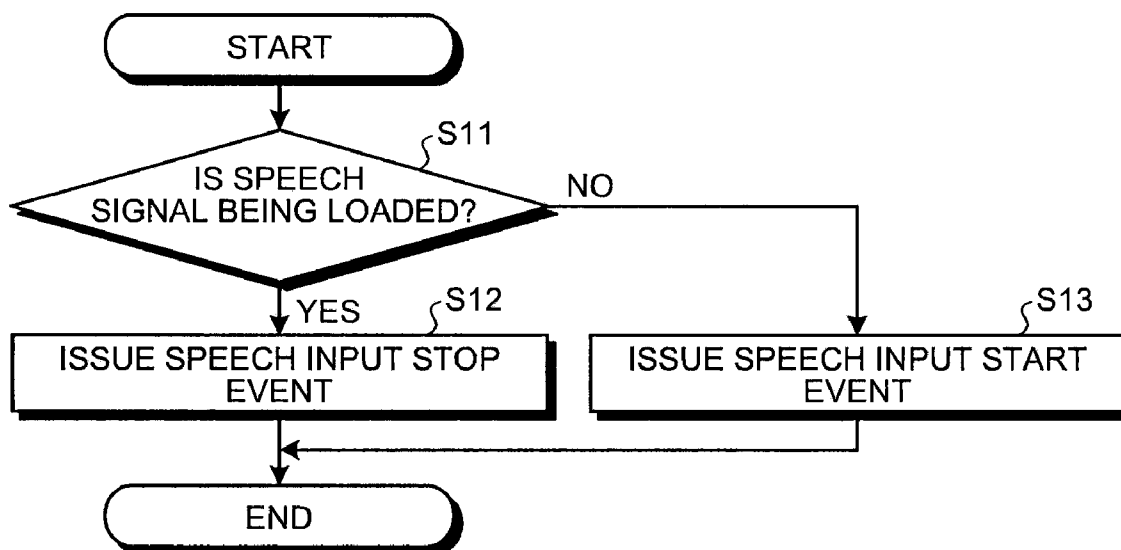 START
S11
IS SPEECH
SIGNAL BEING LOADED?
NO
YES
S12
ISSUE SPEECH INPUT STOP
EVENT
S13
ISSUE SPEECH INPUT START
EVENT
END